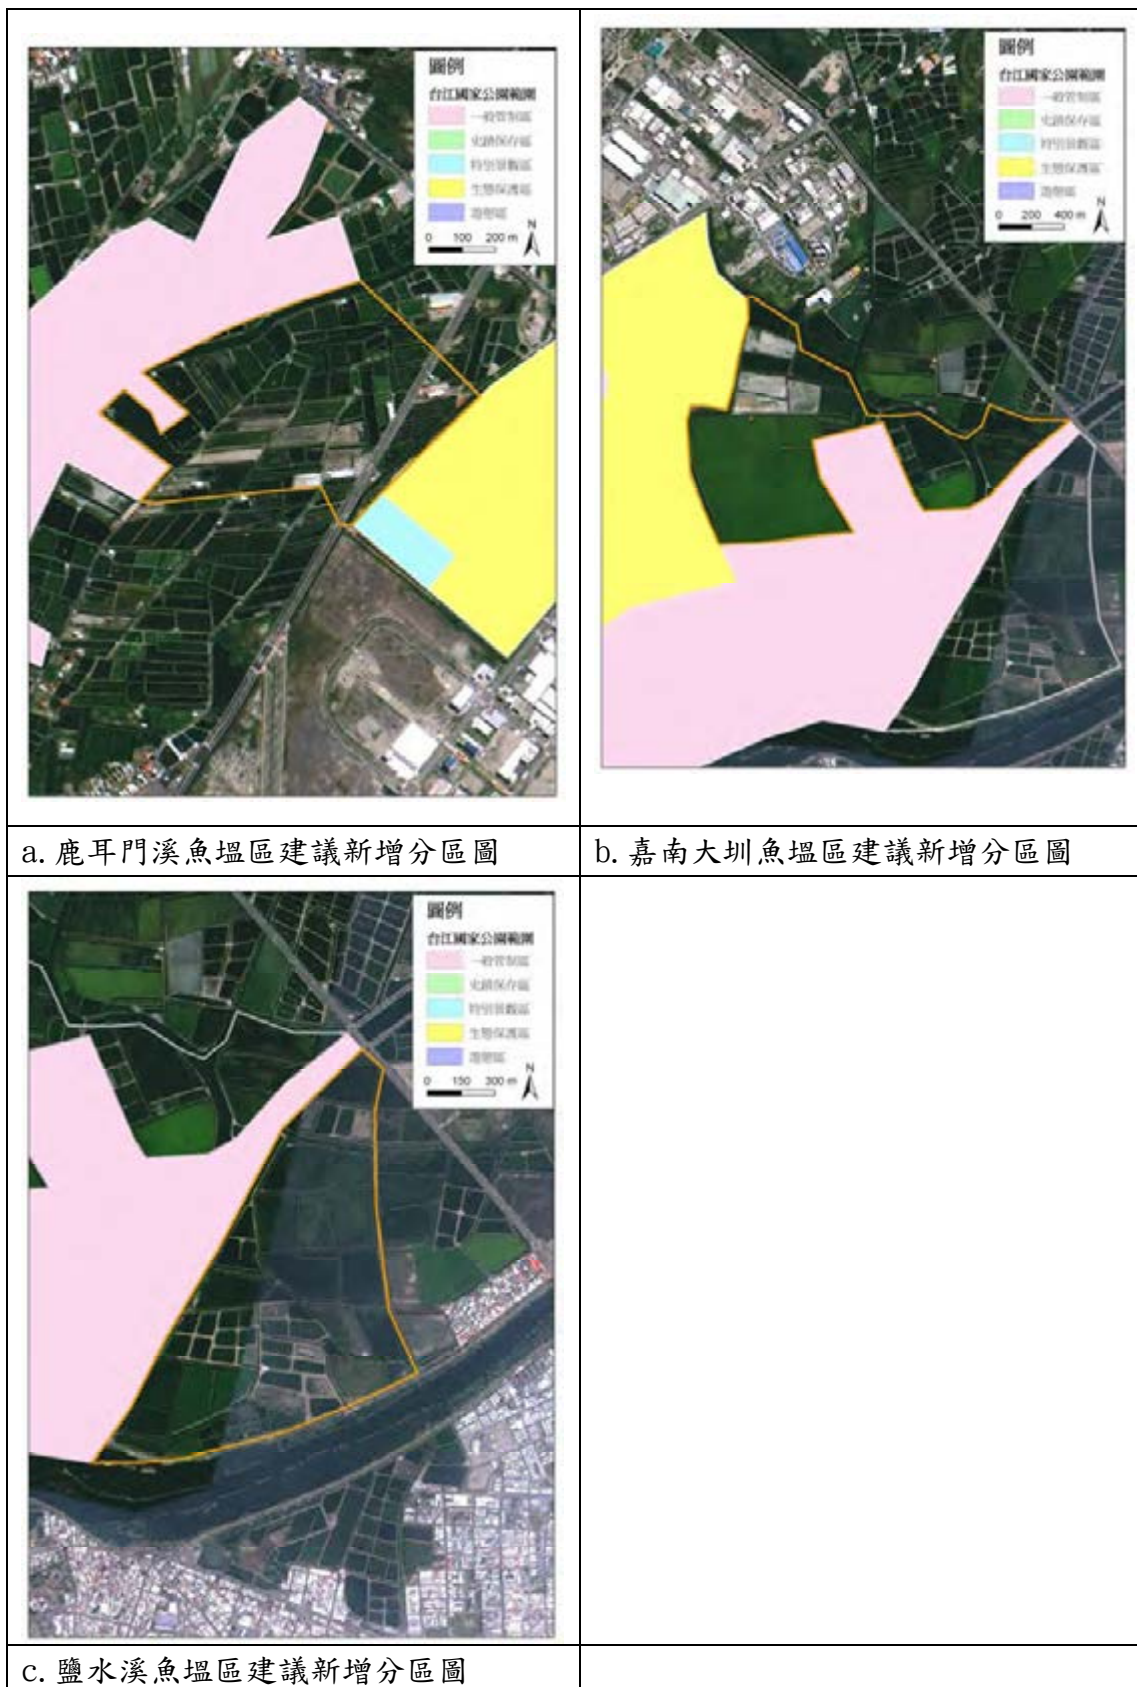 圖例
台江國家公園範圍
一般管制區
史蹟保存區
特別景觀區
生態保護區
遊憩區
N
0 100 200 m
圖例
台江國家公園範圍
一般管制區
史蹟保存區
特別景觀區
生態保護區
遊憩區
N
0 200 400 m
a. 鹿耳門溪魚塭區建議新增分區圖
b. 嘉南大圳魚塭區建議新增分區圖
圖例
台江國家公園範圍
一般管制區
史蹟保存區
特別景觀區
生態保護區
遊憩區
N
0 150 300 m
c. 鹽水溪魚塭區建議新增分區圖